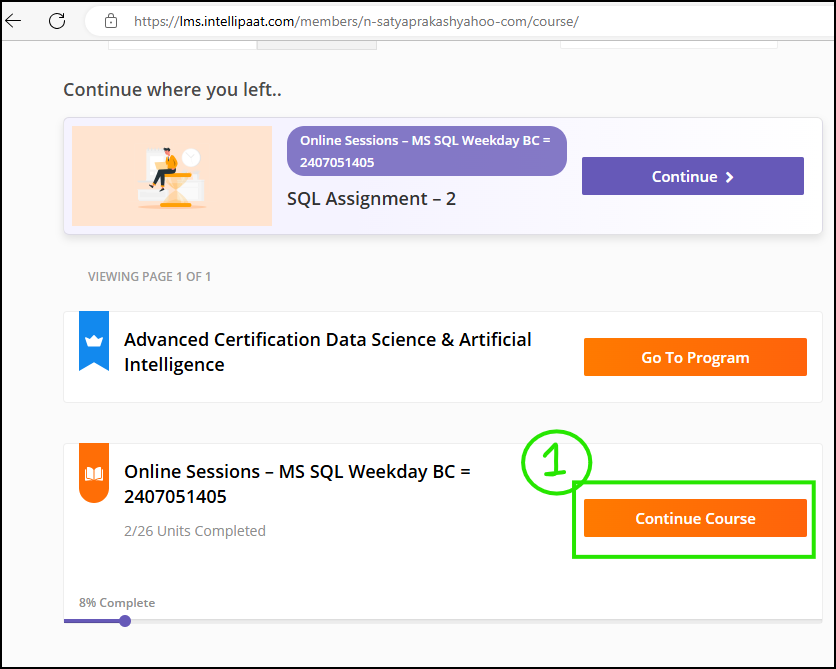 https://lms.intellipaat.com/members/n-satyaprakashyahoo-com/course/
Continue where you left..
Online Sessions – MS SQL Weekday BC =
2407051405
SQL Assignment – 2
Continue
VIEWING PAGE 1 OF 1
Advanced Certification Data Science & Artificial
Intelligence
Go To Program
1
Online Sessions – MS SQL Weekday BC =
2407051405
2/26 Units Completed
Continue Course
8% Complete